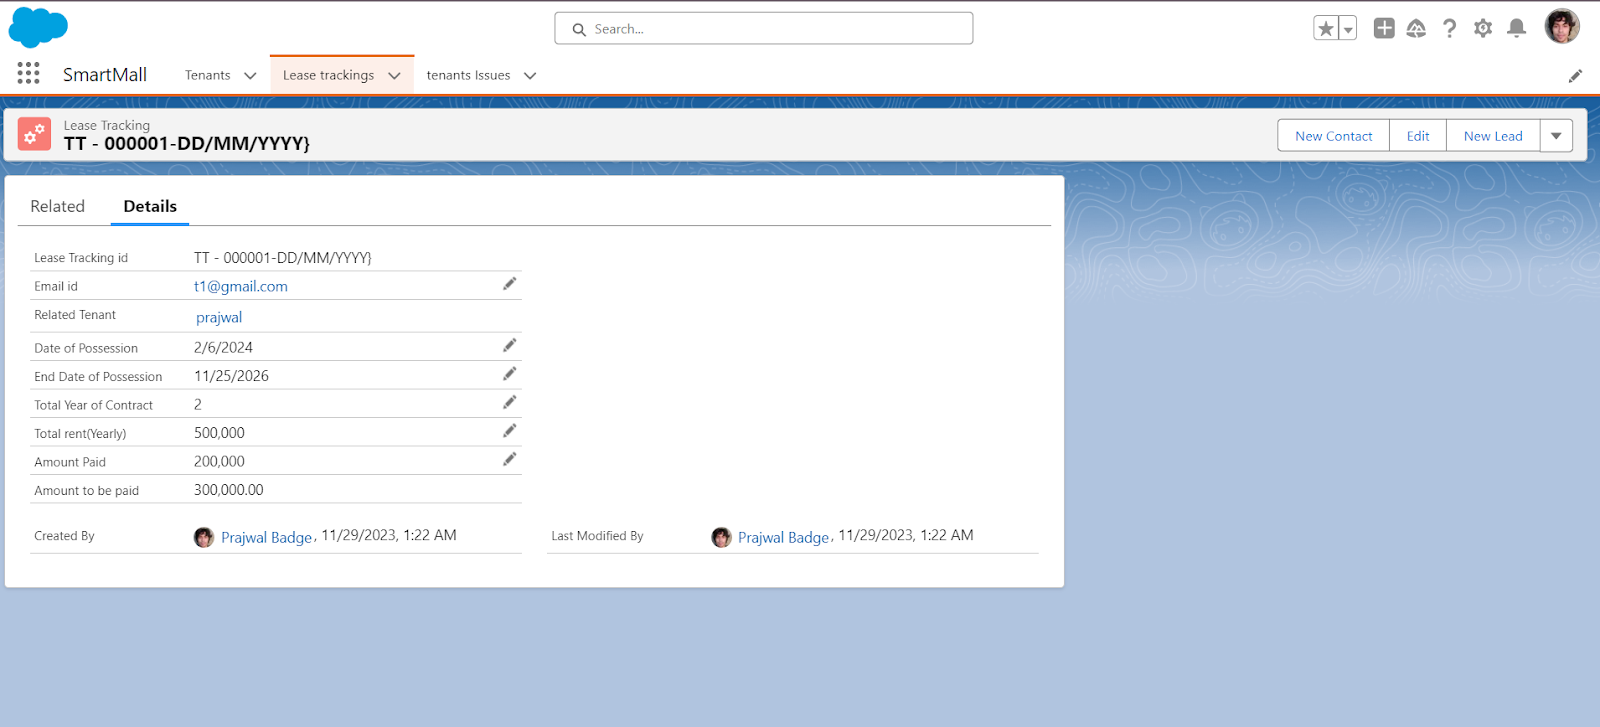 Search...
SmartMall
Tenants
Lease trackings
tenants Issues
Lease Tracking
TT - 000001-DD/MM/YYYY}
New Contact
Edit
New Lead
Related
Details
Lease Tracking id TT - 000001-DD/MM/YYYY}
Email id t1@gmail.com
Related Tenant prajwal
Date of Possession 2/6/2024
End Date of Possession 11/25/2026
Total Year of Contract 2
Total rent(Yearly) 500,000
Amount Paid 200,000
Amount to be paid 300,000.00
Created By Prajwal Badge, 11/29/2023, 1:22 AM
Last Modified By Prajwal Badge, 11/29/2023, 1:22 AM